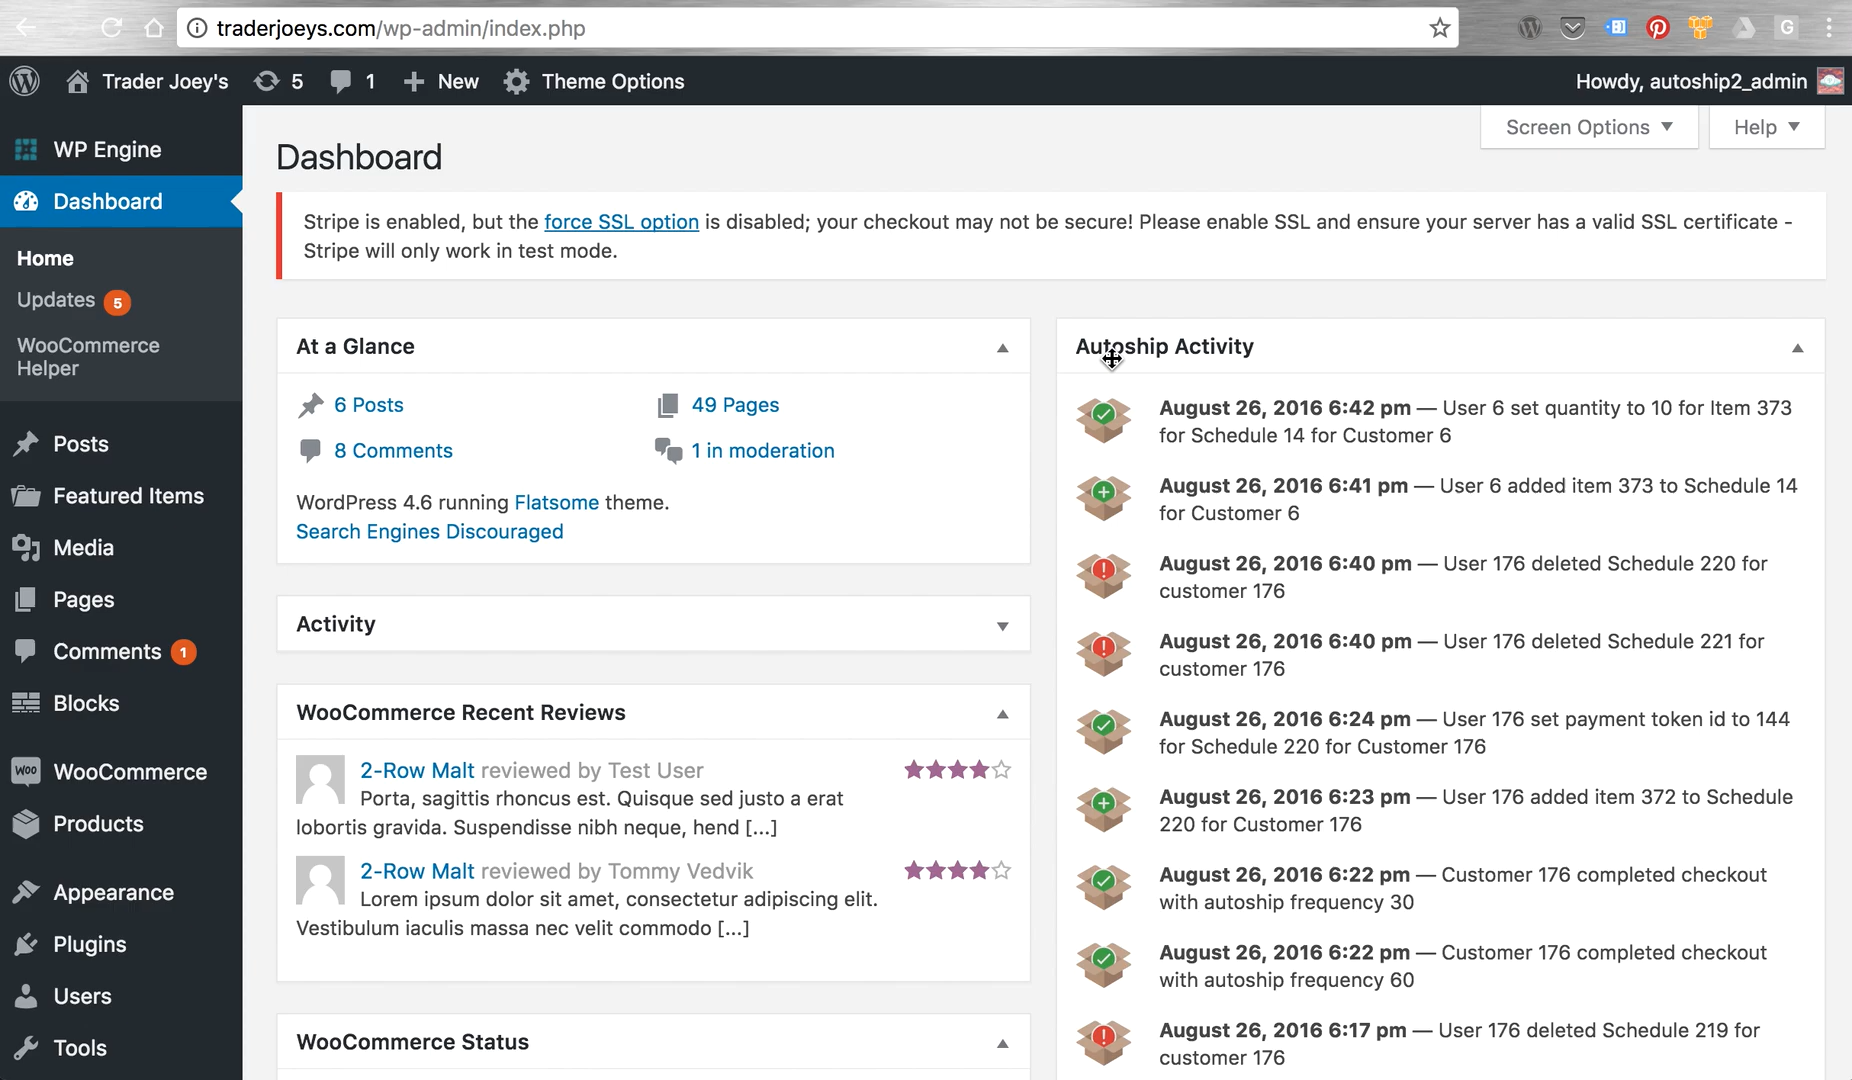 traderjoeys.com/wp-admin/index.php
G
Trader Joey's 5 1 + New Theme Options Howdy, autoship2_admin
Screen Options ▼ Help ▼
WP Engine
Dashboard
Home
Updates 5
WooCommerce
Helper
Posts
Featured Items
Media
Pages
Comments 1
Blocks
Woo WooCommerce
Products
Appearance
Plugins
Users
Tools
Dashboard
Stripe is enabled, but the force SSL option is disabled; your checkout may not be secure! Please enable SSL and ensure your server has a valid SSL certificate -
Stripe will only work in test mode.
At a Glance
6 Posts 49 Pages
8 Comments 1 in moderation
WordPress 4.6 running Flatsome theme.
Search Engines Discouraged
Activity
WooCommerce Recent Reviews
2-Row Malt reviewed by Test User
Porta, sagittis rhoncus est. Quisque sed justo a erat
lobortis gravida. Suspendisse nibh neque, hend [...]
2-Row Malt reviewed by Tommy Vedvik
Lorem ipsum dolor sit amet, consectetur adipiscing elit.
Vestibulum iaculis massa nec velit commodo [...]
WooCommerce Status
Autoship Activity
August 26, 2016 6:42 pm — User 6 set quantity to 10 for Item 373
for Schedule 14 for Customer 6
August 26, 2016 6:41 pm — User 6 added item 373 to Schedule 14
for Customer 6
August 26, 2016 6:40 pm — User 176 deleted Schedule 220 for
customer 176
August 26, 2016 6:40 pm — User 176 deleted Schedule 221 for
customer 176
August 26, 2016 6:24 pm — User 176 set payment token id to 144
for Schedule 220 for Customer 176
August 26, 2016 6:23 pm — User 176 added item 372 to Schedule
220 for Customer 176
August 26, 2016 6:22 pm — Customer 176 completed checkout
with autoship frequency 30
August 26, 2016 6:22 pm — Customer 176 completed checkout
with autoship frequency 60
August 26, 2016 6:17 pm — User 176 deleted Schedule 219 for
customer 176